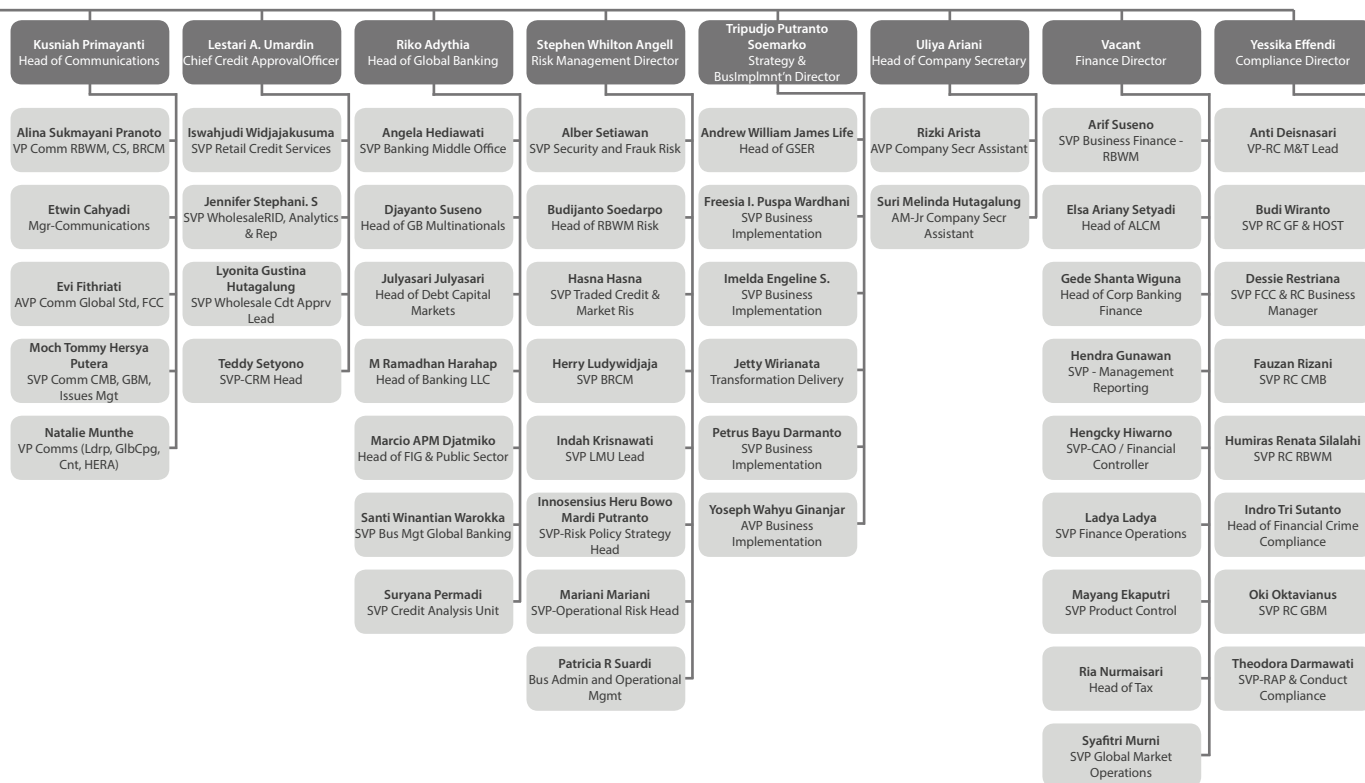 Kusniah Primayanti
Head of Communications
Alina Sukmayani Pranoto
VP Comm RBWM, CS, BRCM
Etwin Cahyadi
Mgr-Communications
Evi Fithriati
AVP Comm Global Std, FCC
Moch Tommy Hersya
Putera
SVP Comm CMB, GBM,
Issues Mgt
Natalie Munthe
VP Comms (Ldrp, GlbCpg,
Cnt, HERA)
Lestari A. Umardin
Chief Credit ApprovalOfficer
Iswahjudi Widjajakusuma
SVP Retail Credit Services
Jennifer Stephani. S
SVP WholesaleRID, Analytics
& Rep
Lyonita Gustina
Hutagalung
SVP Wholesale Cdt Apprv
Lead
Teddy Setyono
SVP-CRM Head
Riko Adythia
Head of Global Banking
Angela Hediawati
SVP Banking Middle Office
Djayanto Suseno
Head of GB Multinationals
Julyasari Julyasari
Head of Debt Capital
Markets
M Ramadhan Harahap
Head of Banking LLC
Marcio APM Djatmiko
Head of FIG & Public Sector
Santi Winantian Warokka
SVP Bus Mgt Global Banking
Suryana Permadi
SVP Credit Analysis Unit
Stephen Whilton Angell
Risk Management Director
Alber Setiawan
SVP Security and Frauk Risk
Budijanto Soedarpo
Head of RBWM Risk
Hasna Hasna
SVP Traded Credit &
Market Ris
Herry Ludywidjaja
SVP BRCM
Indah Krisnawati
SVP LMU Lead
Innosensius Heru Bowo
Mardi Putranto
SVP-Risk Policy Strategy
Head
Mariani Mariani
SVP-Operational Risk Head
Patricia R Suardi
Bus Admin and Operational
Mgmt
Tripudjo Putranto
Soemarko
Strategy &
BusImplmnt'n Director
Andrew William James Life
Head of GSER
Freesia I. Puspa Wardhani
SVP Business
Implementation
Imelda Engeline S.
SVP Business
Implementation
Jetty Wirianata
Transformation Delivery
Petrus Bayu Darmanto
SVP Business
Implementation
Yoseph Wahyu Ginanjar
AVP Business
Implementation
Uliya Ariani
Head of Company Secretary
Rizki Arista
AVP Company Secr Assistant
Suri Melinda Hutagalung
AM-Jr Company Secr
Assistant
Vacant
Finance Director
Arif Suseno
SVP Business Finance -
RBWM
Elsa Ariany Setyadi
Head of ALCM
Gede Shanta Wiguna
Head of Corp Banking
Finance
Hendra Gunawan
SVP - Management
Reporting
Hengcky Hiwarno
SVP-CAO / Financial
Controller
Ladya Ladya
SVP Finance Operations
Mayang Ekaputri
SVP Product Control
Ria Nurmaisari
Head of Tax
Syafitri Murni
SVP Global Market
Operations
Yessika Effendi
Compliance Director
Anti Deisnasari
VP-RC M&T Lead
Budi Wiranto
SVP RC GF & HOST
Dessie Restriana
SVP FCC & RC Business
Manager
Fauzan Rizani
SVP RC CMB
Humiras Renata Silalahi
SVP RC RBWM
Indro Tri Sutanto
Head of Financial Crime
Compliance
Oki Oktavianus
SVP RC GBM
Theodora Darmawati
SVP-RAP & Conduct
Compliance